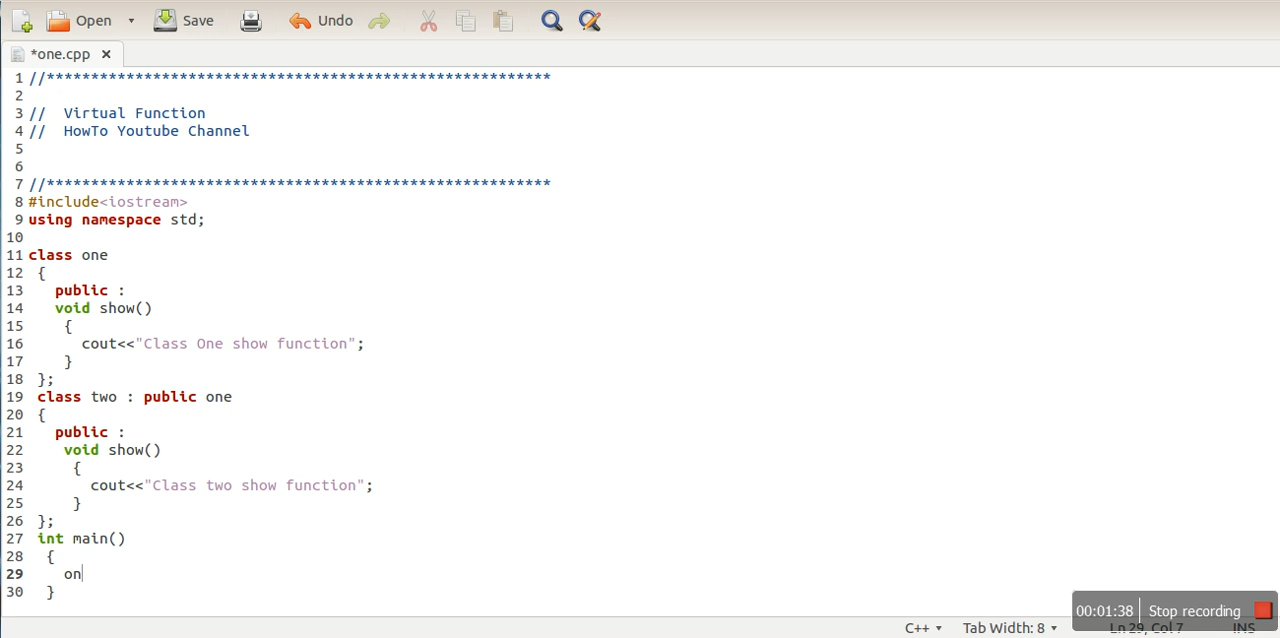 Open Save Undo
*one.cpp ×
1 //*********************************************************
2
3 //  Virtual Function
4 //  HowTo Youtube Channel
5
6
7 //*********************************************************
8 #include<iostream>
9 using namespace std;
10
11 class one
12  {
13    public :
14    void show()
15     {
16       cout<<"Class One show function";
17     }
18  };
19  class two : public one
20  {
21    public :
22     void show()
23      {
24        cout<<"Class two show function";
25      }
26  };
27  int main()
28   {
29     on
30   }
00:01:38 Stop recording
C++ Tab Width: 8 Ln 29, Col 7 INS